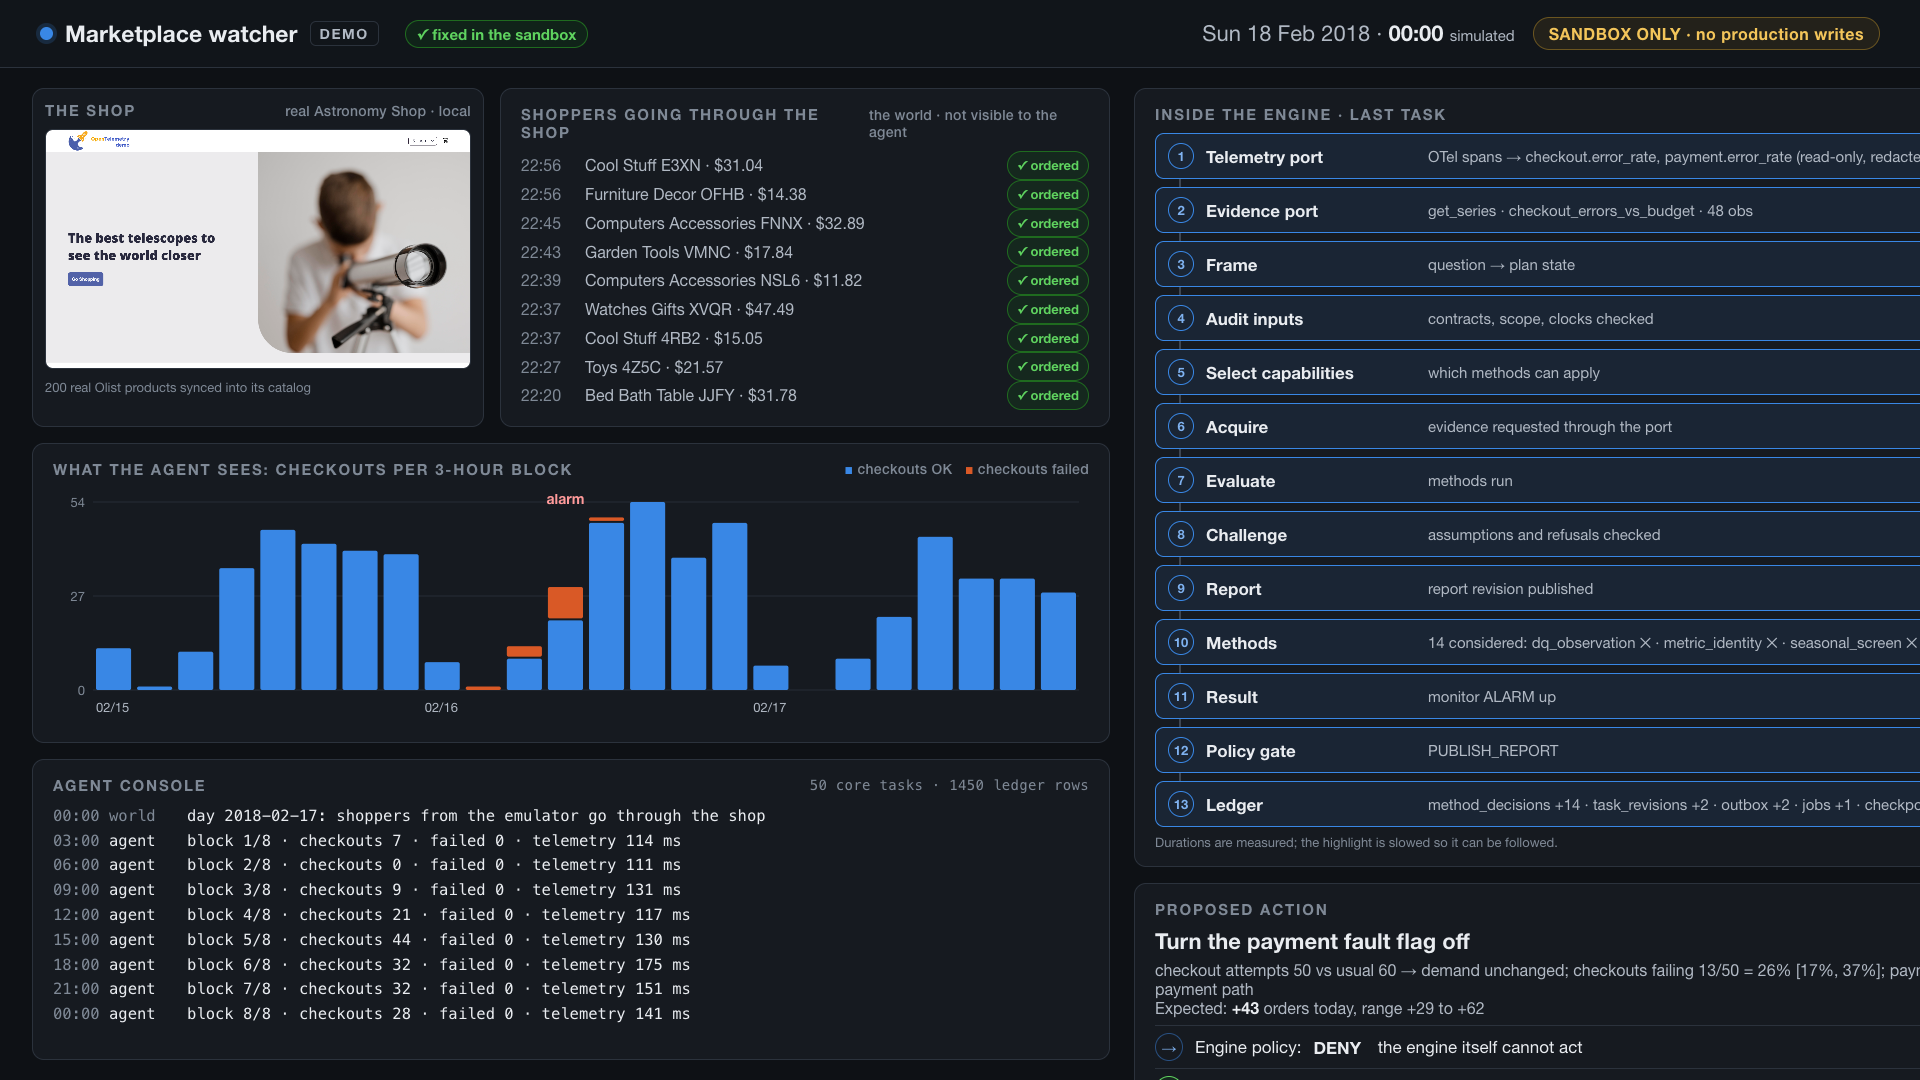 Marketplace watcher DEMO ✓ fixed in the sandbox
Sun 18 Feb 2018 · 00:00 simulated SANDBOX ONLY · no production writes
THE SHOP real Astronomy Shop · local
OpenTelemetry
demo
The best telescopes to
see the world closer
Go Shopping
200 real Olist products synced into its catalog
SHOPPERS GOING THROUGH THE
SHOP
the world · not visible to the
agent
22:56 Cool Stuff E3XN · $31.04 ✓ ordered
22:56 Furniture Decor OFHB · $14.38 ✓ ordered
22:45 Computers Accessories FNNX · $32.89 ✓ ordered
22:43 Garden Tools VMNC · $17.84 ✓ ordered
22:39 Computers Accessories NSL6 · $11.82 ✓ ordered
22:37 Watches Gifts XVQR · $47.49 ✓ ordered
22:37 Cool Stuff 4RB2 · $15.05 ✓ ordered
22:27 Toys 4Z5C · $21.57 ✓ ordered
22:20 Bed Bath Table JJFY · $31.78 ✓ ordered
WHAT THE AGENT SEES: CHECKOUTS PER 3-HOUR BLOCK
checkouts OK checkouts failed
alarm
54
27
0
02/15 02/16 02/17
AGENT CONSOLE 50 core tasks · 1450 ledger rows
00:00 world day 2018-02-17: shoppers from the emulator go through the shop
03:00 agent block 1/8 · checkouts 7 · failed 0 · telemetry 114 ms
06:00 agent block 2/8 · checkouts 0 · failed 0 · telemetry 111 ms
09:00 agent block 3/8 · checkouts 9 · failed 0 · telemetry 131 ms
12:00 agent block 4/8 · checkouts 21 · failed 0 · telemetry 117 ms
15:00 agent block 5/8 · checkouts 44 · failed 0 · telemetry 130 ms
18:00 agent block 6/8 · checkouts 32 · failed 0 · telemetry 175 ms
21:00 agent block 7/8 · checkouts 32 · failed 0 · telemetry 151 ms
00:00 agent block 8/8 · checkouts 28 · failed 0 · telemetry 141 ms
INSIDE THE ENGINE · LAST TASK
1 Telemetry port OTel spans → checkout.error_rate, payment.error_rate (read-only, redacte
2 Evidence port get_series · checkout_errors_vs_budget · 48 obs
3 Frame question → plan state
4 Audit inputs contracts, scope, clocks checked
5 Select capabilities which methods can apply
6 Acquire evidence requested through the port
7 Evaluate methods run
8 Challenge assumptions and refusals checked
9 Report report revision published
10 Methods 14 considered: dq_observation ✕ · metric_identity ✕ · seasonal_screen ✕
11 Result monitor ALARM up
12 Policy gate PUBLISH_REPORT
13 Ledger method_decisions +14 · task_revisions +2 · outbox +2 · jobs +1 · checkpo
Durations are measured; the highlight is slowed so it can be followed.
PROPOSED ACTION
Turn the payment fault flag off
checkout attempts 50 vs usual 60 → demand unchanged; checkouts failing 13/50 = 26% [17%, 37%]; payn
payment path
Expected: +43 orders today, range +29 to +62
→ Engine policy: DENY the engine itself cannot act